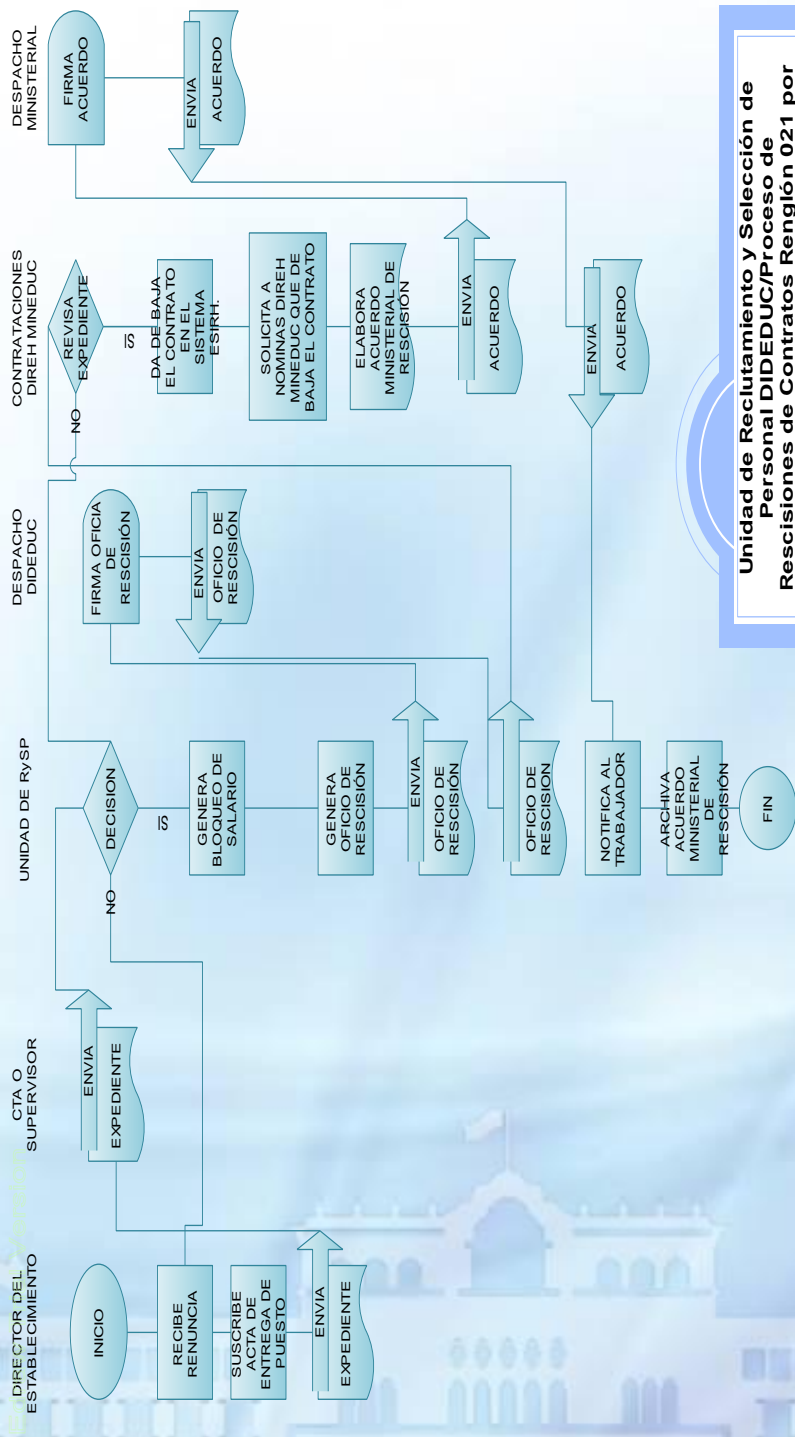 DIRECTOR DEL
ESTABLECIMIENTO
INICIO
RECIBE
RENUNCIA
SUSCRIBE
ACTA DE
ENTREGA DE
PUESTO
ENVIA
EXPEDIENTE
CTA O
SUPERVISOR
ENVIA
EXPEDIENTE
UNIDAD DE RySP
DECISION
NO
SI
GENERA
BLOQUEO DE
SALARIO
GENERA
OFICIO DE
RESCISIÓN
ENVIA
OFICIO DE
RESCISIÓN
OFICIO DE
RESCISION
NOTIFICA AL
TRABAJADOR
ARCHIVA
ACUERDO
MINISTERIAL
DE
RESCISIÓN
FIN
DESPACHO
DIDEDUC
FIRMA OFICIA
DE
RESCISIÓN
ENVIA
OFICIO DE
RESCISIÓN
CONTRATACIONES
DIREH MINEDUC
REVISA
EXPEDIENTE
NO
SI
DA DE BAJA
EL CONTRATO
EN EL
SISTEMA
ESIRH.
SOLICITA A
NOMINAS DIREH
MINEDUC QUE DE
BAJA EL CONTRATO
ELABORA
ACUERDO
MINISTERIAL DE
RESCISIÓN
ENVIA
ACUERDO
ENVIA
ACUERDO
DESPACHO
MINISTERIAL
FIRMA
ACUERDO
ENVIA
ACUERDO
Unidad de Reclutamiento y Selección de
Personal DIDEDUC/Proceso de
Rescisiones de Contratos Renglón 021 por